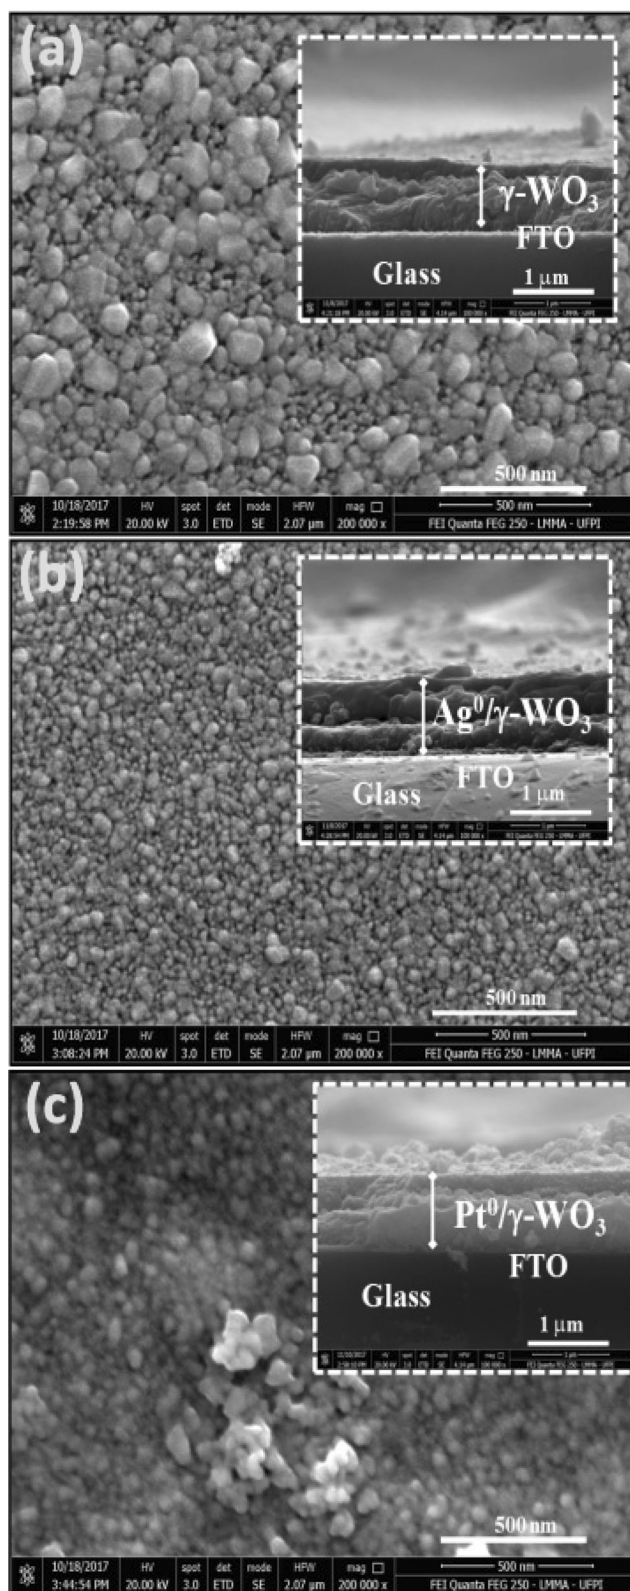 (a)
γ-WO₃
FTO
Glass
1 μm
500 nm
10/18/2017 HV spot det mode HFW mag □ 500 nm
2:19:58 PM 20.00 kV 3.0 ETD SE 2.07 μm 200 000 x FEI Quanta FEG 250 - LMMA - UFPI
(b)
Ag⁰/γ-WO₃
FTO
Glass
1 μm
500 nm
10/18/2017 HV spot det mode HFW mag □ 500 nm
3:08:24 PM 20.00 kV 3.0 ETD SE 2.07 μm 200 000 x FEI Quanta FEG 250 - LMMA - UFPI
(c)
Pt⁰/γ-WO₃
FTO
Glass
1 μm
500 nm
10/18/2017 HV spot det mode HFW mag □ 500 nm
3:44:54 PM 20.00 kV 3.0 ETD SE 2.07 μm 200 000 x FEI Quanta FEG 250 - LMMA - UFPI